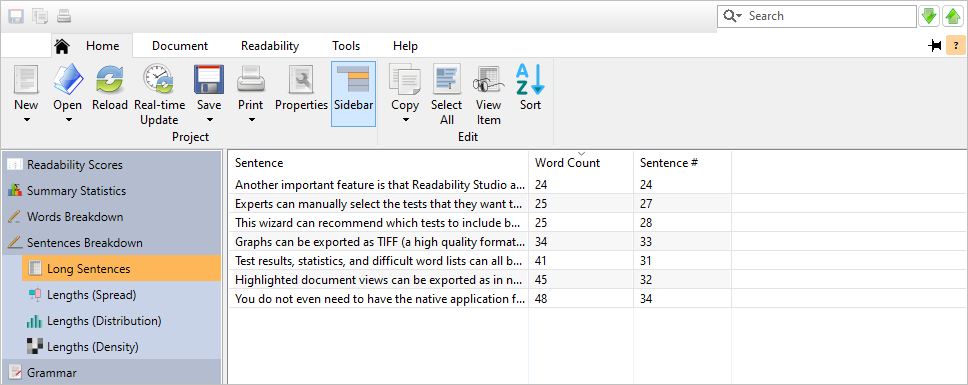 Search
?
Home Document Readability Tools Help
New Open Reload Real-time Update Save Print Properties Sidebar Copy Select All View Item Sort
Project Edit
Readability Scores
Summary Statistics
Words Breakdown
Sentences Breakdown
Long Sentences
Lengths (Spread)
Lengths (Distribution)
Lengths (Density)
Grammar
Sentence Word Count Sentence #
Another important feature is that Readability Studio a... 24 24
Experts can manually select the tests that they want t... 25 27
This wizard can recommend which tests to include b... 25 28
Graphs can be exported as TIFF (a high quality format... 34 33
Test results, statistics, and difficult word lists can all b... 41 31
Highlighted document views can be exported as in n... 45 32
You do not even need to have the native application f... 48 34